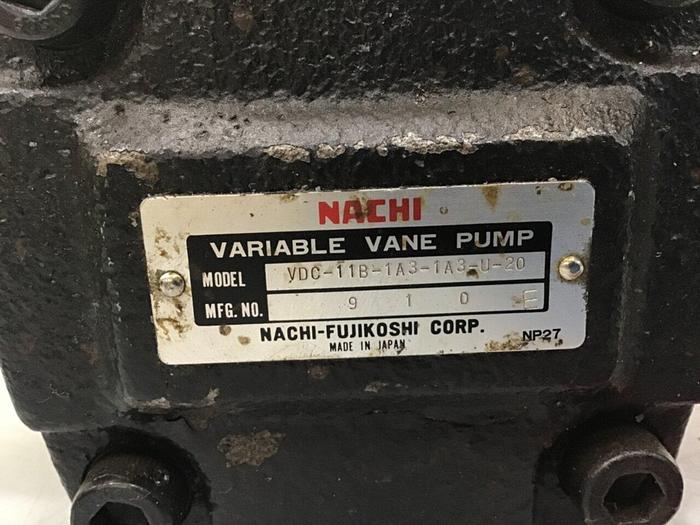 NACHI
VARIABLE VANE PUMP
MODEL VDC-11B-1A3-1A3-U-20
MFG. NO. 9 1 0 E
NACHI-FUJIKOSHI CORP.
MADE IN JAPAN
NP27